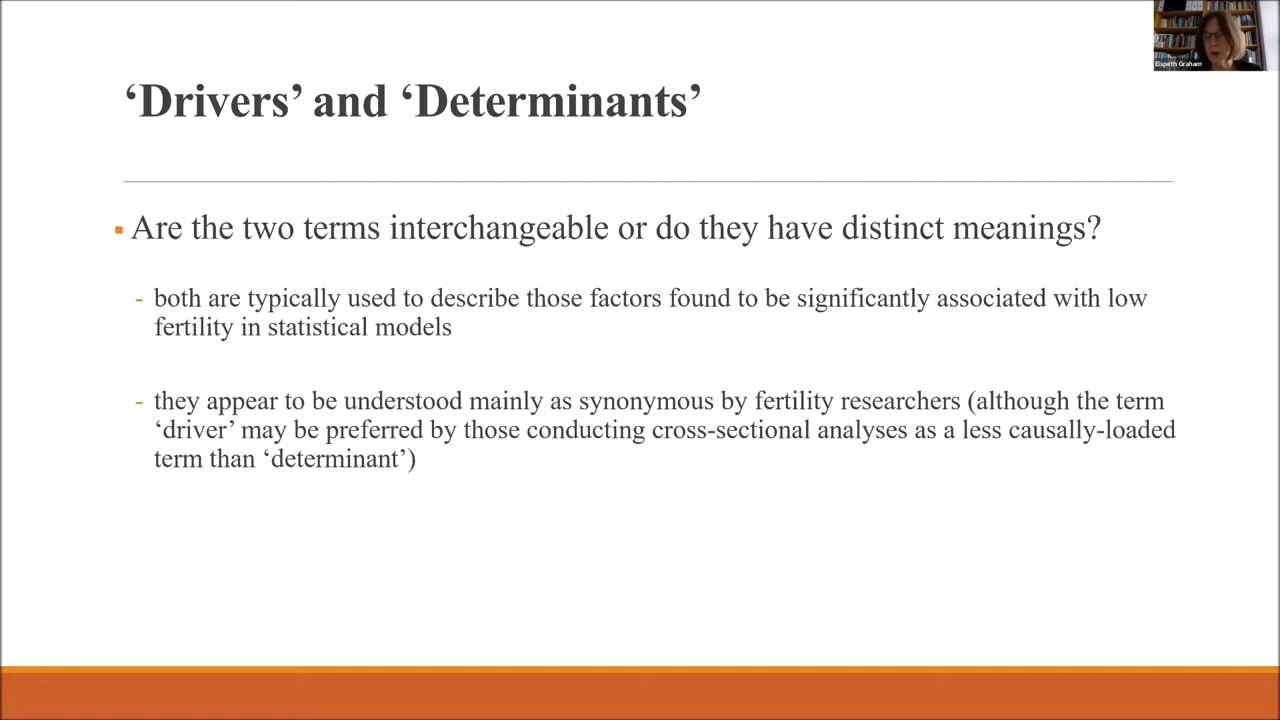 ‘Drivers’ and ‘Determinants’
▪ Are the two terms interchangeable or do they have distinct meanings?
- both are typically used to describe those factors found to be significantly associated with low
fertility in statistical models
- they appear to be understood mainly as synonymous by fertility researchers (although the term
‘driver’ may be preferred by those conducting cross-sectional analyses as a less causally-loaded
term than ‘determinant’)
Elspeth Graham